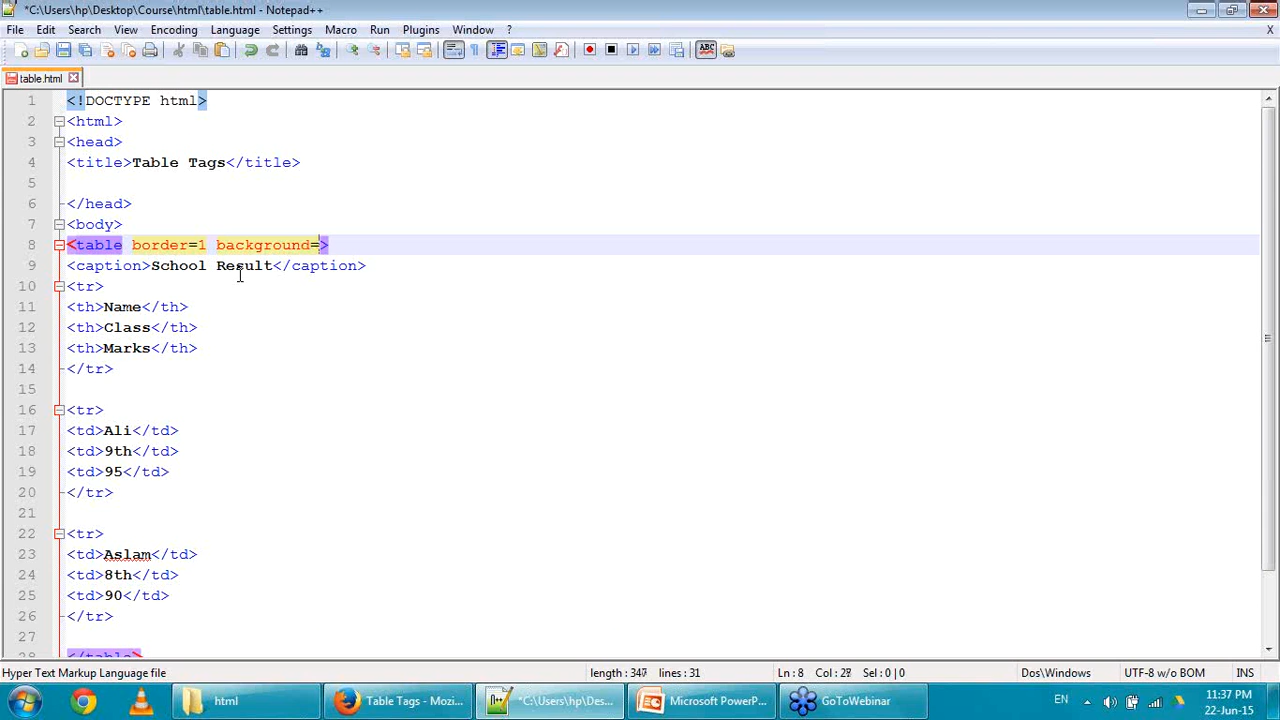 *C:\Users\hp\Desktop\Course\html\table.html - Notepad++
File Edit Search View Encoding Language Settings Macro Run Plugins Window ? X
ABC
table.html
1 <!DOCTYPE html>
2 <html>
3 <head>
4 <title>Table Tags</title>
5
6 </head>
7 <body>
8 <table border=1 background=>
9 <caption>School Result</caption>
10 <tr>
11 <th>Name</th>
12 <th>Class</th>
13 <th>Marks</th>
14 </tr>
15
16 <tr>
17 <td>Ali</td>
18 <td>9th</td>
19 <td>95</td>
20 </tr>
21
22 <tr>
23 <td>Aslam</td>
24 <td>8th</td>
25 <td>90</td>
26 </tr>
27
28 </table>
Hyper Text Markup Language file length : 347 lines : 31 Ln : 8 Col : 27 Sel : 0 | 0 Dos\Windows UTF-8 w/o BOM INS
html Table Tags - Mozi... *C:\Users\hp\Des... Microsoft PowerP... GoToWebinar EN 11:37 PM
22-Jun-15